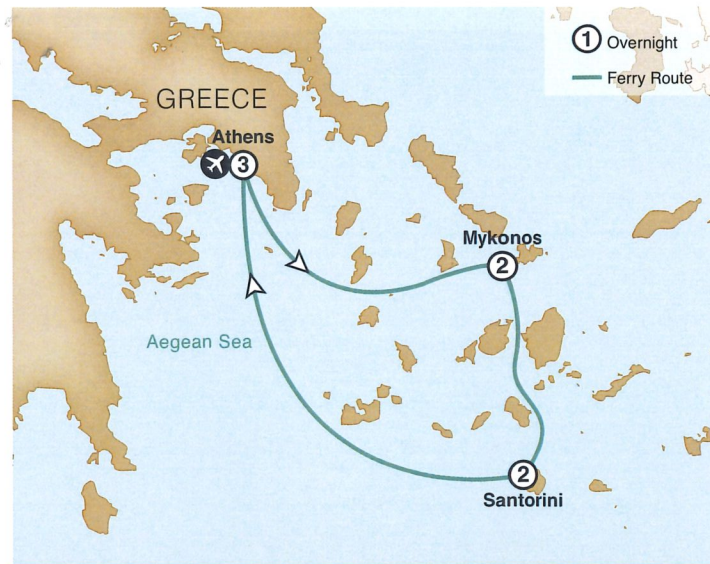 1 Overnight
Ferry Route
GREECE
Athens
3
Mykonos
2
Aegean Sea
2
Santorini